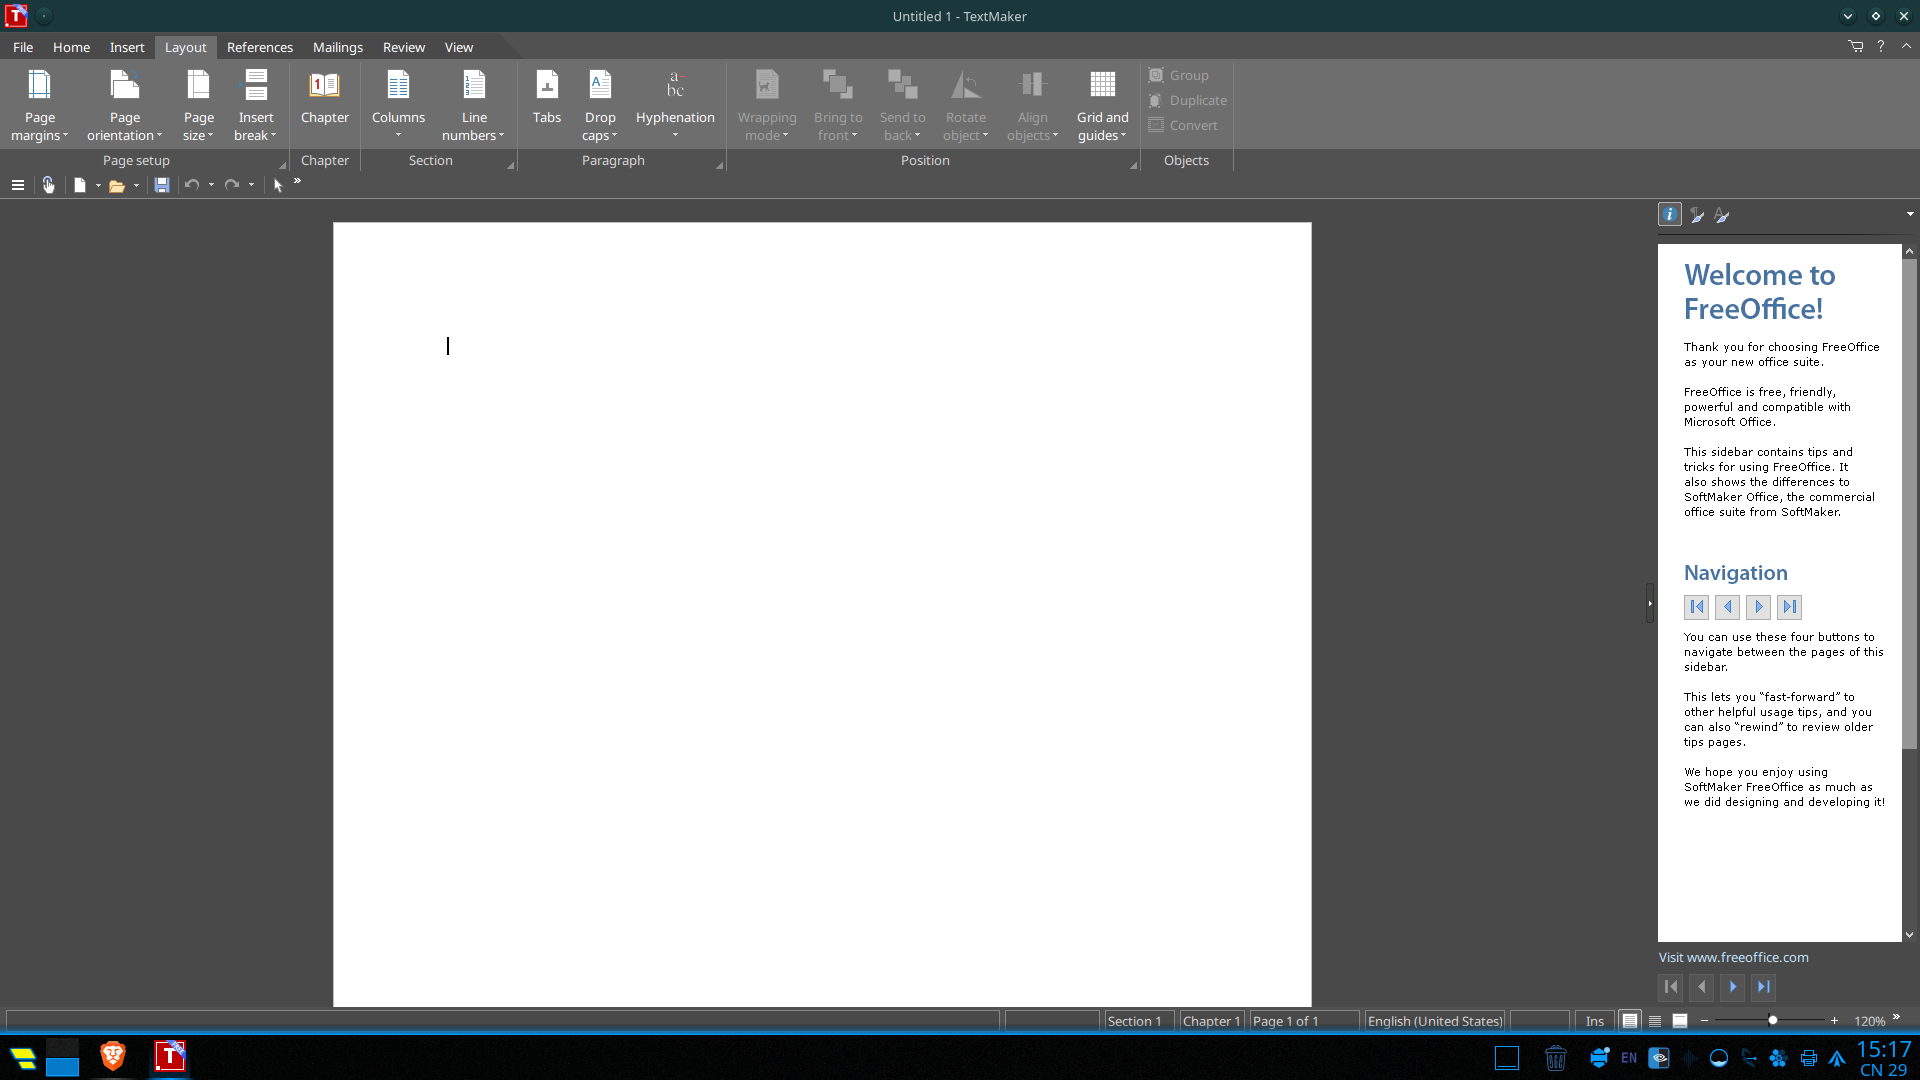 Untitled 1 - TextMaker
File Home Insert Layout References Mailings Review View
Page margins
Page orientation
Page size
Insert break
Chapter
Columns
Line numbers
Tabs
Drop caps
Hyphenation
Wrapping mode
Bring to front
Send to back
Rotate object
Align objects
Grid and guides
Group
Duplicate
Convert
Page setup
Chapter
Section
Paragraph
Position
Objects
Welcome to
FreeOffice!
Thank you for choosing FreeOffice
as your new office suite.
FreeOffice is free, friendly,
powerful and compatible with
Microsoft Office.
This sidebar contains tips and
tricks for using FreeOffice. It
also shows the differences to
SoftMaker Office, the commercial
office suite from SoftMaker.
Navigation
You can use these four buttons to
navigate between the pages of this
sidebar.
This lets you “fast-forward” to
other helpful usage tips, and you
can also “rewind” to review older
tips pages.
We hope you enjoy using
SoftMaker FreeOffice as much as
we did designing and developing it!
Visit www.freeoffice.com
Section 1 Chapter 1 Page 1 of 1 English (United States) Ins 120%
EN
15:17
CN 29